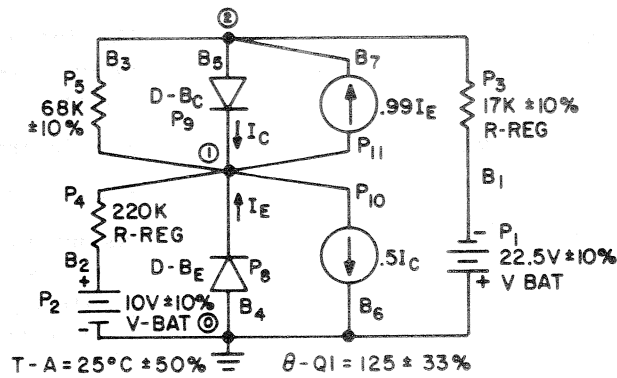 ②
B3
B5
B7
P5
68K
±10%
D-BC
P9
IC
.99IE
P3
17K ±10%
R-REG
P11
①
P4
220K
R-REG
IE
P10
B1
B2
+
P2
10V±10%
V-BAT
-
D-BE
P8
B4
⓪
.5IC
B6
- P1
22.5V±10%
+ V BAT
T-A=25°C ±50%
θ-Q1=125 ± 33%